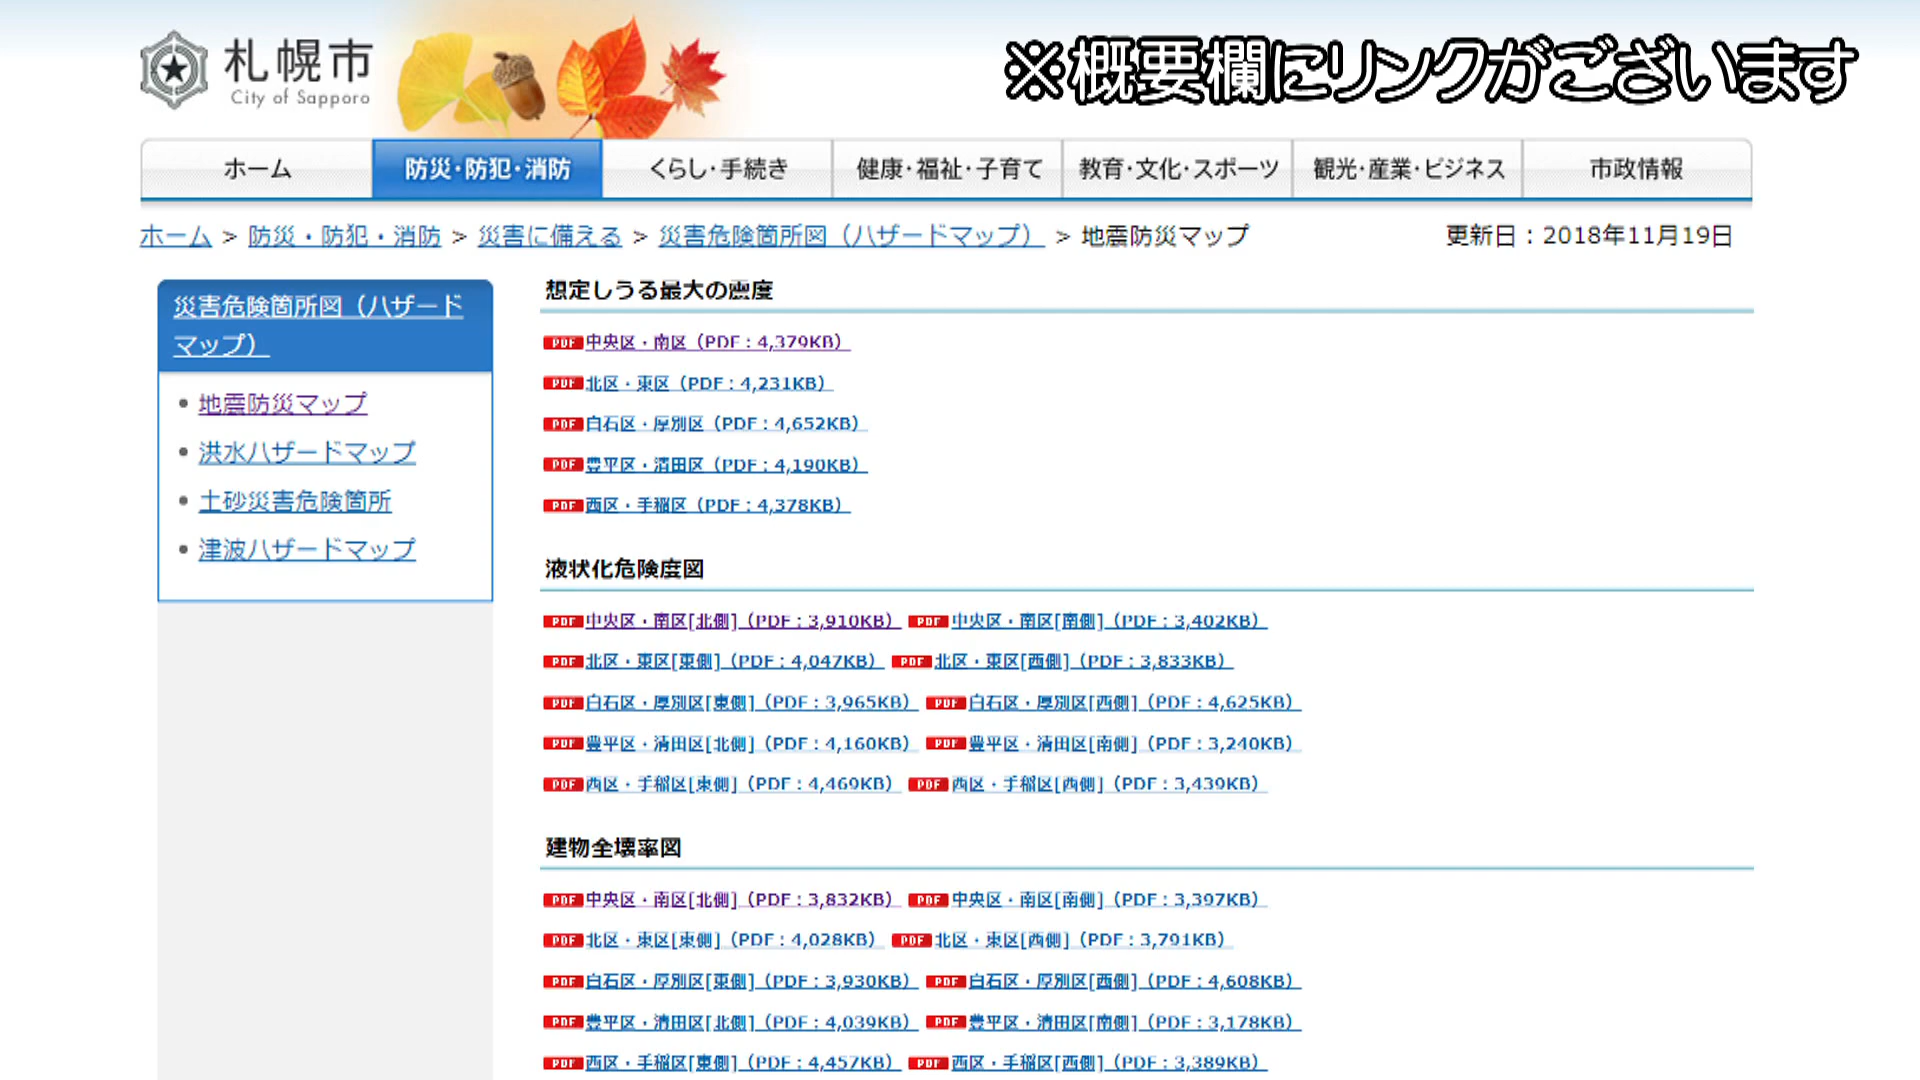 札幌市
City of Sapporo
※概要欄にリンクがございます
ホーム 防災・防犯・消防 くらし・手続き 健康・福祉・子育て 教育・文化・スポーツ 観光・産業・ビジネス 市政情報
ホーム > 防災・防犯・消防 > 災害に備える > 災害危険箇所図（ハザードマップ） > 地震防災マップ 更新日：2018年11月19日
災害危険箇所図（ハザード
マップ）
地震防災マップ
洪水ハザードマップ
土砂災害危険箇所
津波ハザードマップ
想定しうる最大の震度
PDF 中央区・南区（PDF：4,379KB）
PDF 北区・東区（PDF：4,231KB）
PDF 白石区・厚別区（PDF：4,652KB）
PDF 豊平区・清田区（PDF：4,190KB）
PDF 西区・手稲区（PDF：4,378KB）
液状化危険度図
PDF 中央区・南区[北側]（PDF：3,910KB） PDF 中央区・南区[南側]（PDF：3,402KB）
PDF 北区・東区[東側]（PDF：4,047KB） PDF 北区・東区[西側]（PDF：3,833KB）
PDF 白石区・厚別区[東側]（PDF：3,965KB） PDF 白石区・厚別区[西側]（PDF：4,625KB）
PDF 豊平区・清田区[北側]（PDF：4,160KB） PDF 豊平区・清田区[南側]（PDF：3,240KB）
PDF 西区・手稲区[東側]（PDF：4,469KB） PDF 西区・手稲区[西側]（PDF：3,439KB）
建物全壊率図
PDF 中央区・南区[北側]（PDF：3,832KB） PDF 中央区・南区[南側]（PDF：3,397KB）
PDF 北区・東区[東側]（PDF：4,028KB） PDF 北区・東区[西側]（PDF：3,791KB）
PDF 白石区・厚別区[東側]（PDF：3,930KB） PDF 白石区・厚別区[西側]（PDF：4,608KB）
PDF 豊平区・清田区[北側]（PDF：4,039KB） PDF 豊平区・清田区[南側]（PDF：3,178KB）
PDF 西区・手稲区[東側]（PDF：4,457KB） PDF 西区・手稲区[西側]（PDF：3,389KB）